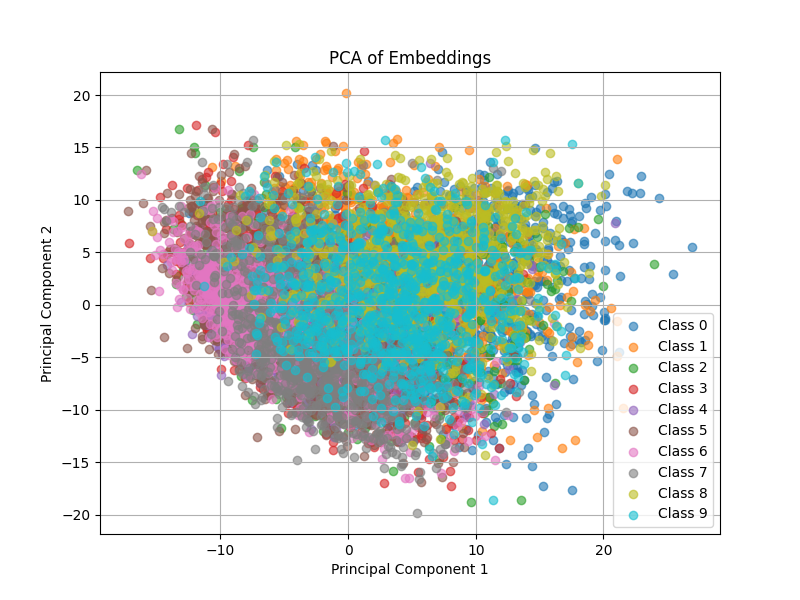 PCA of Embeddings
Principal Component 2
20
15
10
5
0
−5
−10
−15
−20
Class 0
Class 1
Class 2
Class 3
Class 4
Class 5
Class 6
Class 7
Class 8
Class 9
−10
0
10
20
Principal Component 1